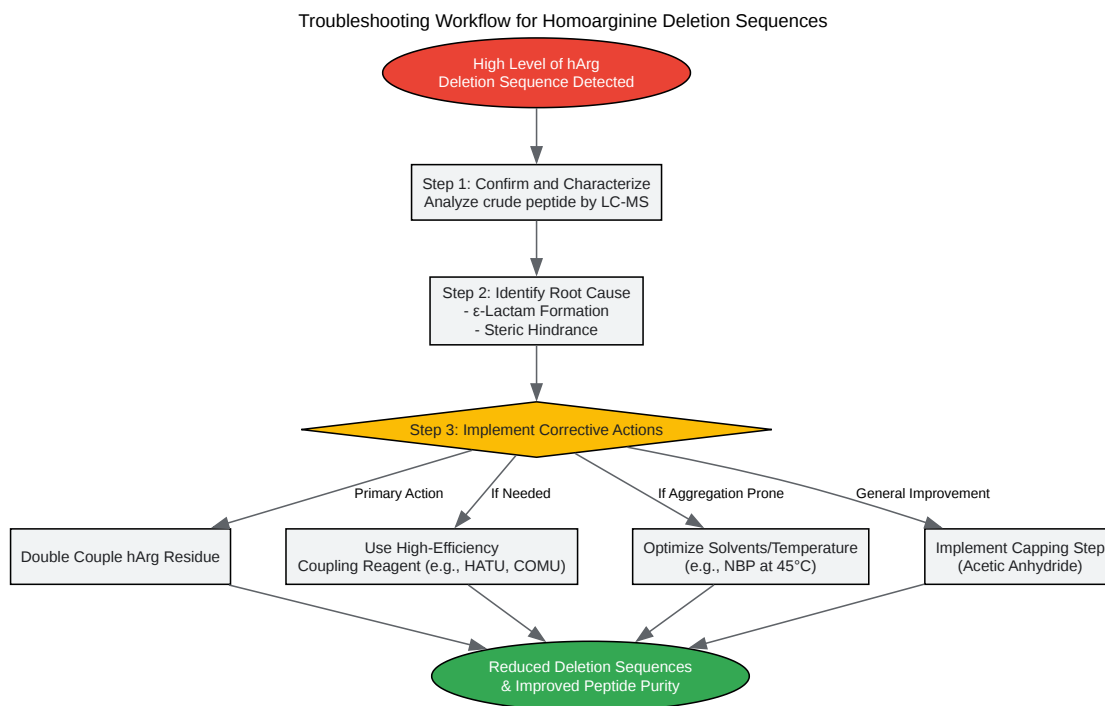 Troubleshooting Workflow for Homoarginine Deletion Sequences
High Level of hArg
Deletion Sequence Detected
Step 1: Confirm and Characterize
Analyze crude peptide by LC-MS
Step 2: Identify Root Cause
- ε-Lactam Formation
- Steric Hindrance
Step 3: Implement Corrective Actions
Primary Action
If Needed
If Aggregation Prone
General Improvement
Double Couple hArg Residue
Use High-Efficiency
Coupling Reagent (e.g., HATU, COMU)
Optimize Solvents/Temperature
(e.g., NBP at 45°C)
Implement Capping Step
(Acetic Anhydride)
Reduced Deletion Sequences
& Improved Peptide Purity